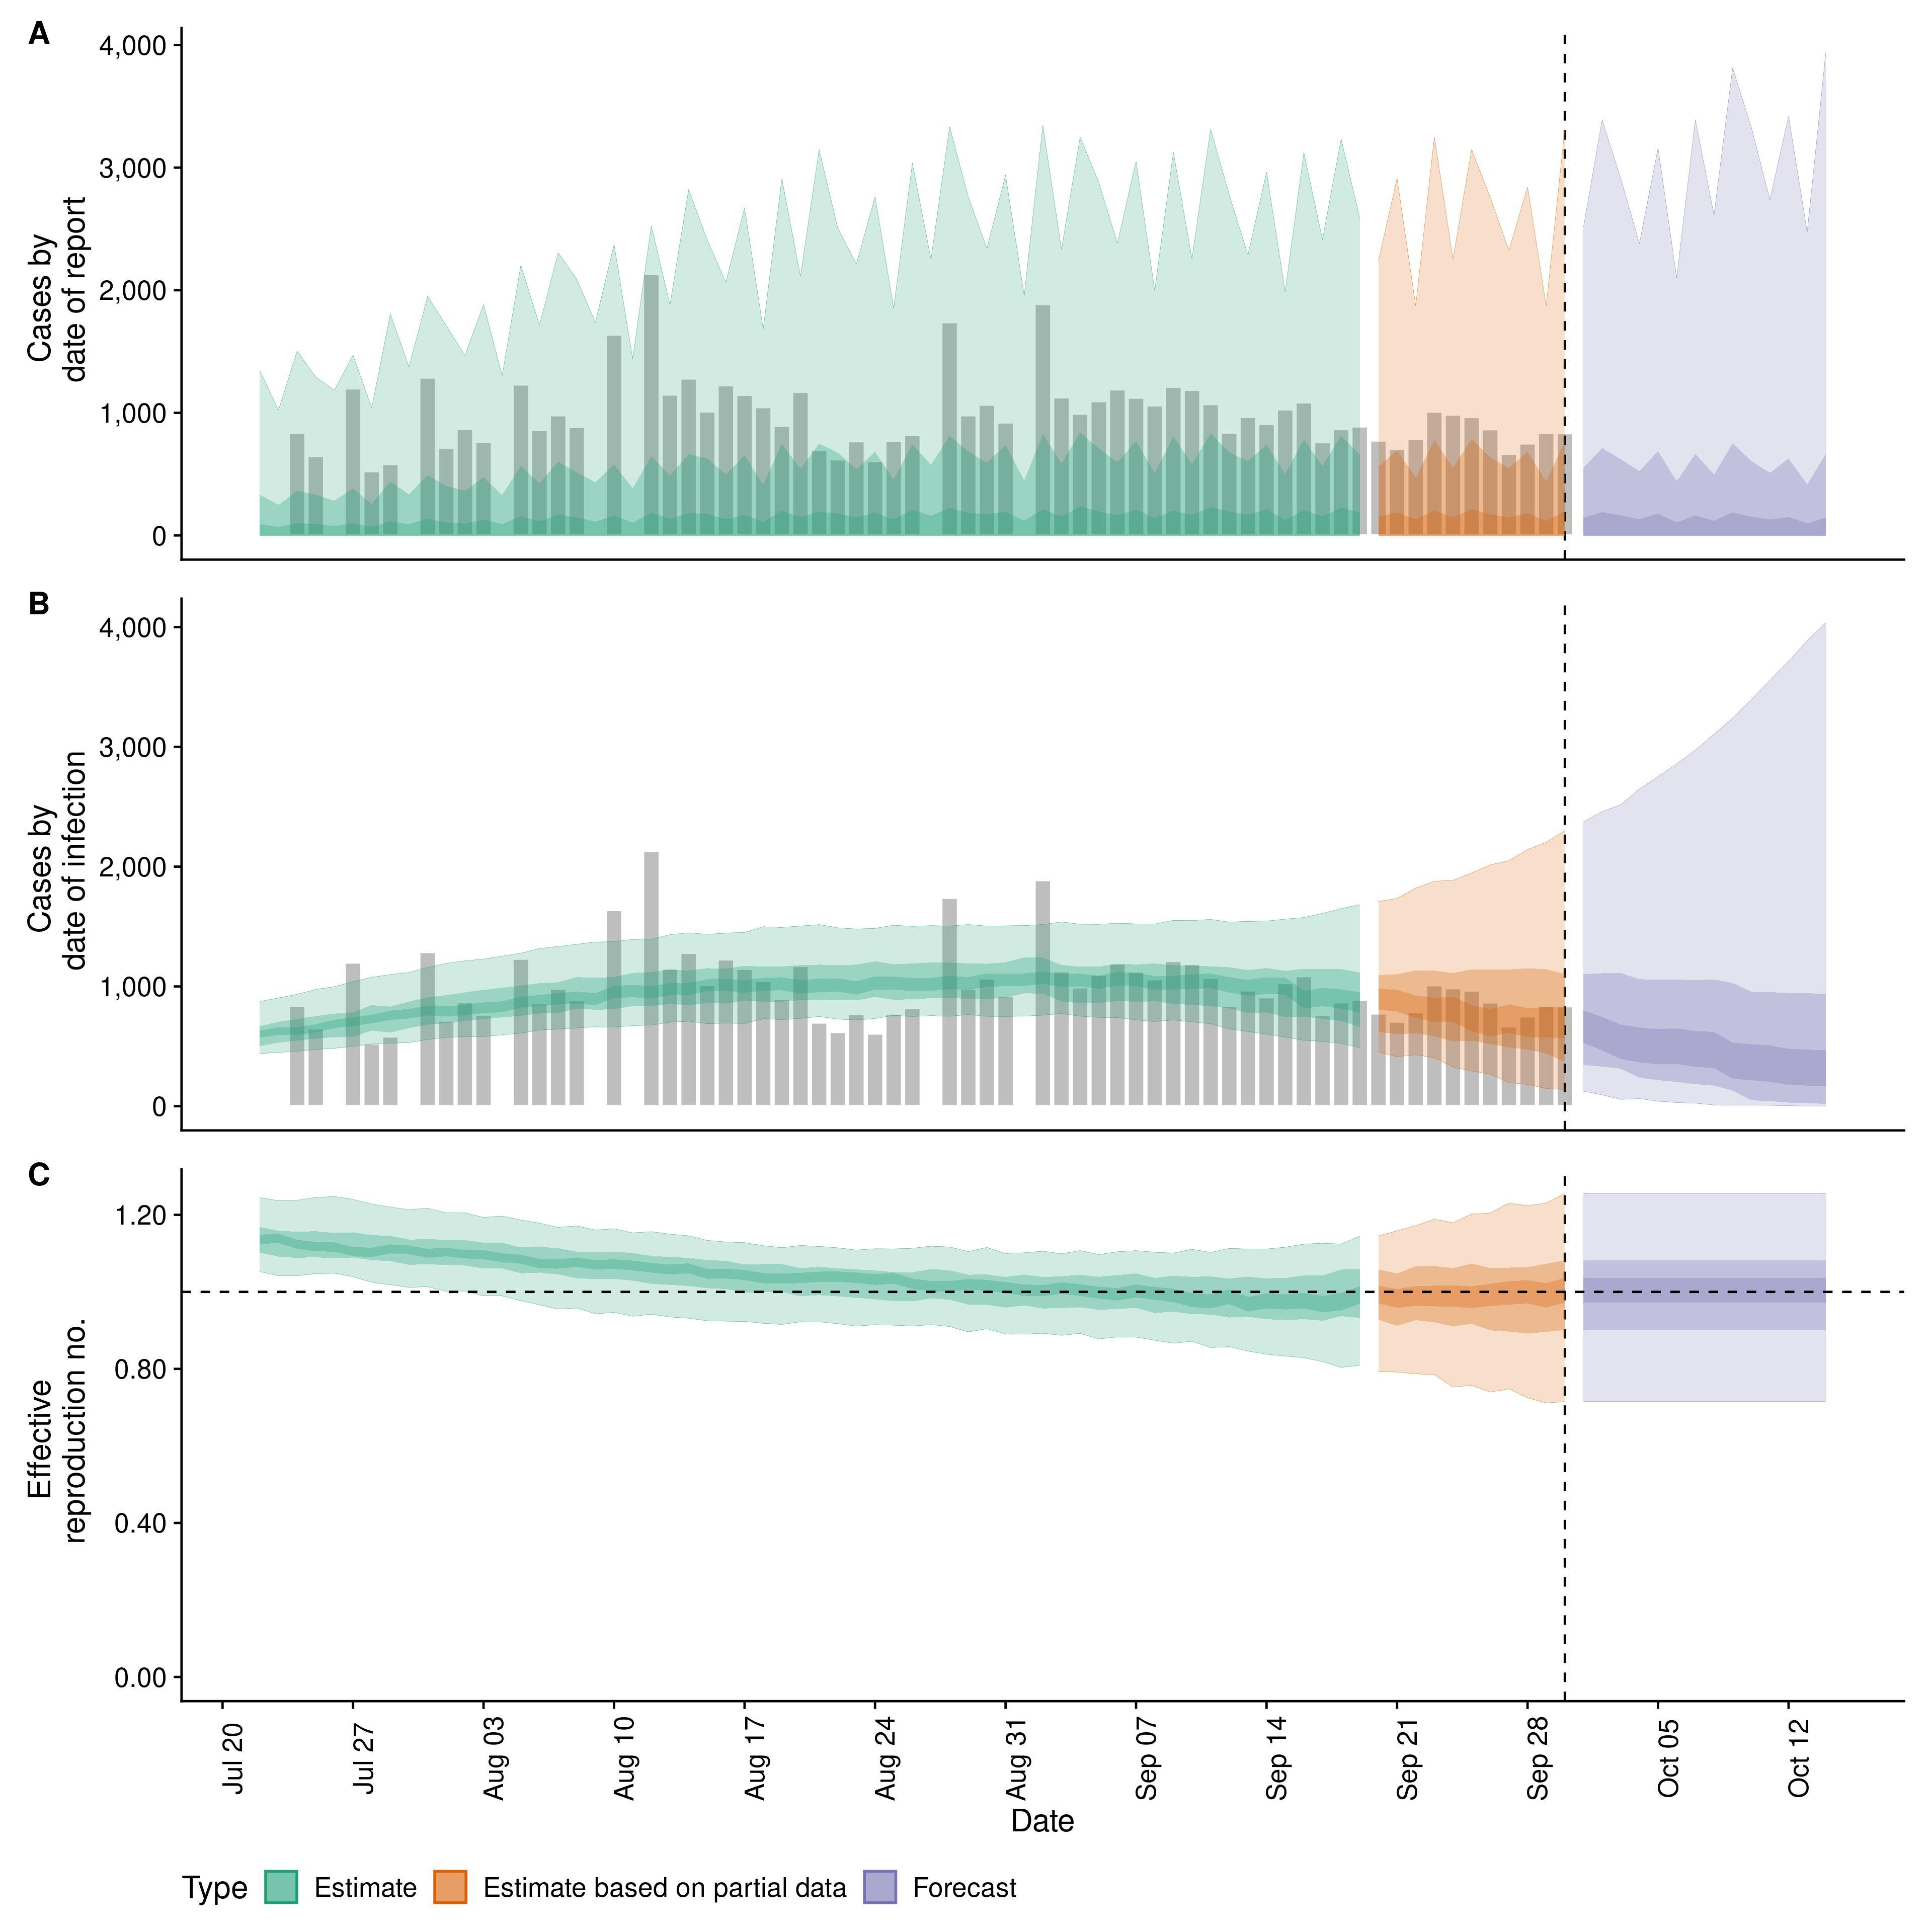 A
4,000
3,000
2,000
1,000
0
Cases by
date of report
B
4,000
3,000
2,000
1,000
0
Cases by
date of infection
C
1.20
0.80
0.40
0.00
Effective
reproduction no.
Jul 20
Jul 27
Aug 03
Aug 10
Aug 17
Aug 24
Aug 31
Sep 07
Sep 14
Sep 21
Sep 28
Oct 05
Oct 12
Date
Type Estimate Estimate based on partial data Forecast